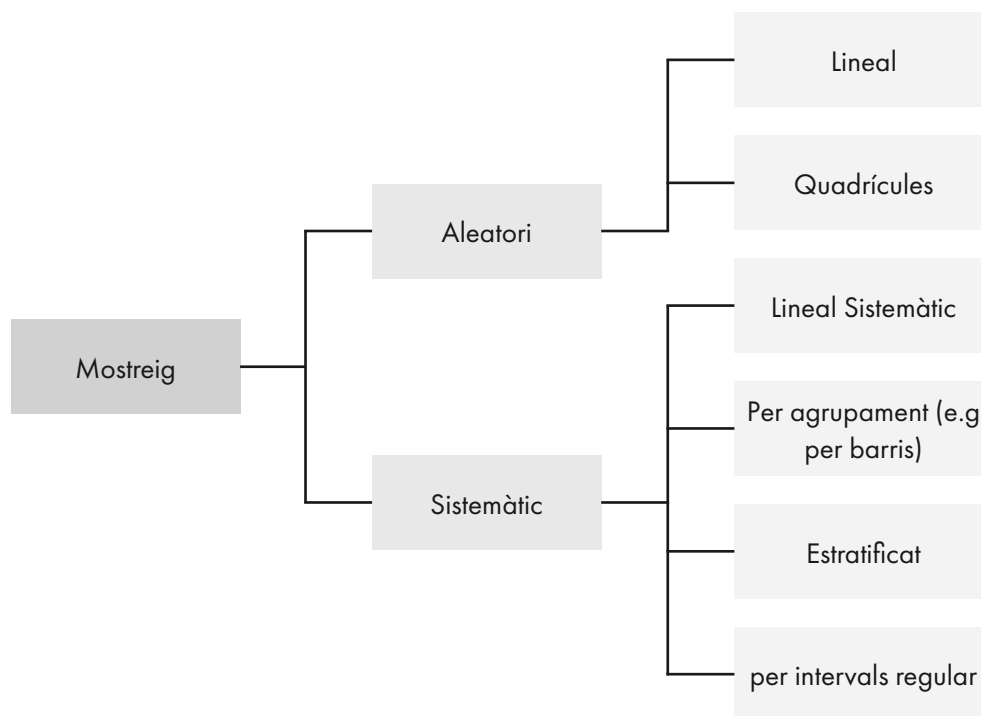 Lineal
Quadrícules
Aleatori
Lineal Sistemàtic
Mostreig
Per agrupament (e.g
per barris)
Sistemàtic
Estratificat
per intervals regular